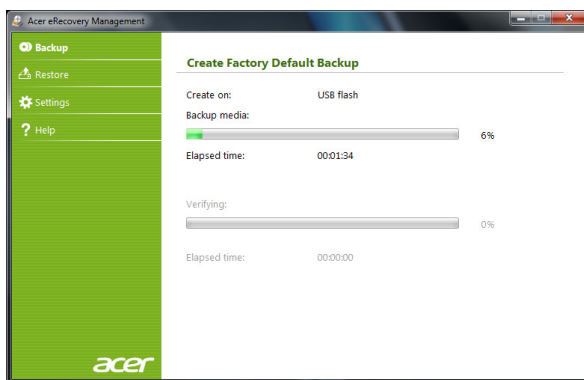 Acer eRecovery Management
Backup
Restore
Settings
Help
Create Factory Default Backup
Create on: USB flash
Backup media:
6%
Elapsed time: 00:01:34
Verifying:
0%
Elapsed time: 00:00:00
acer